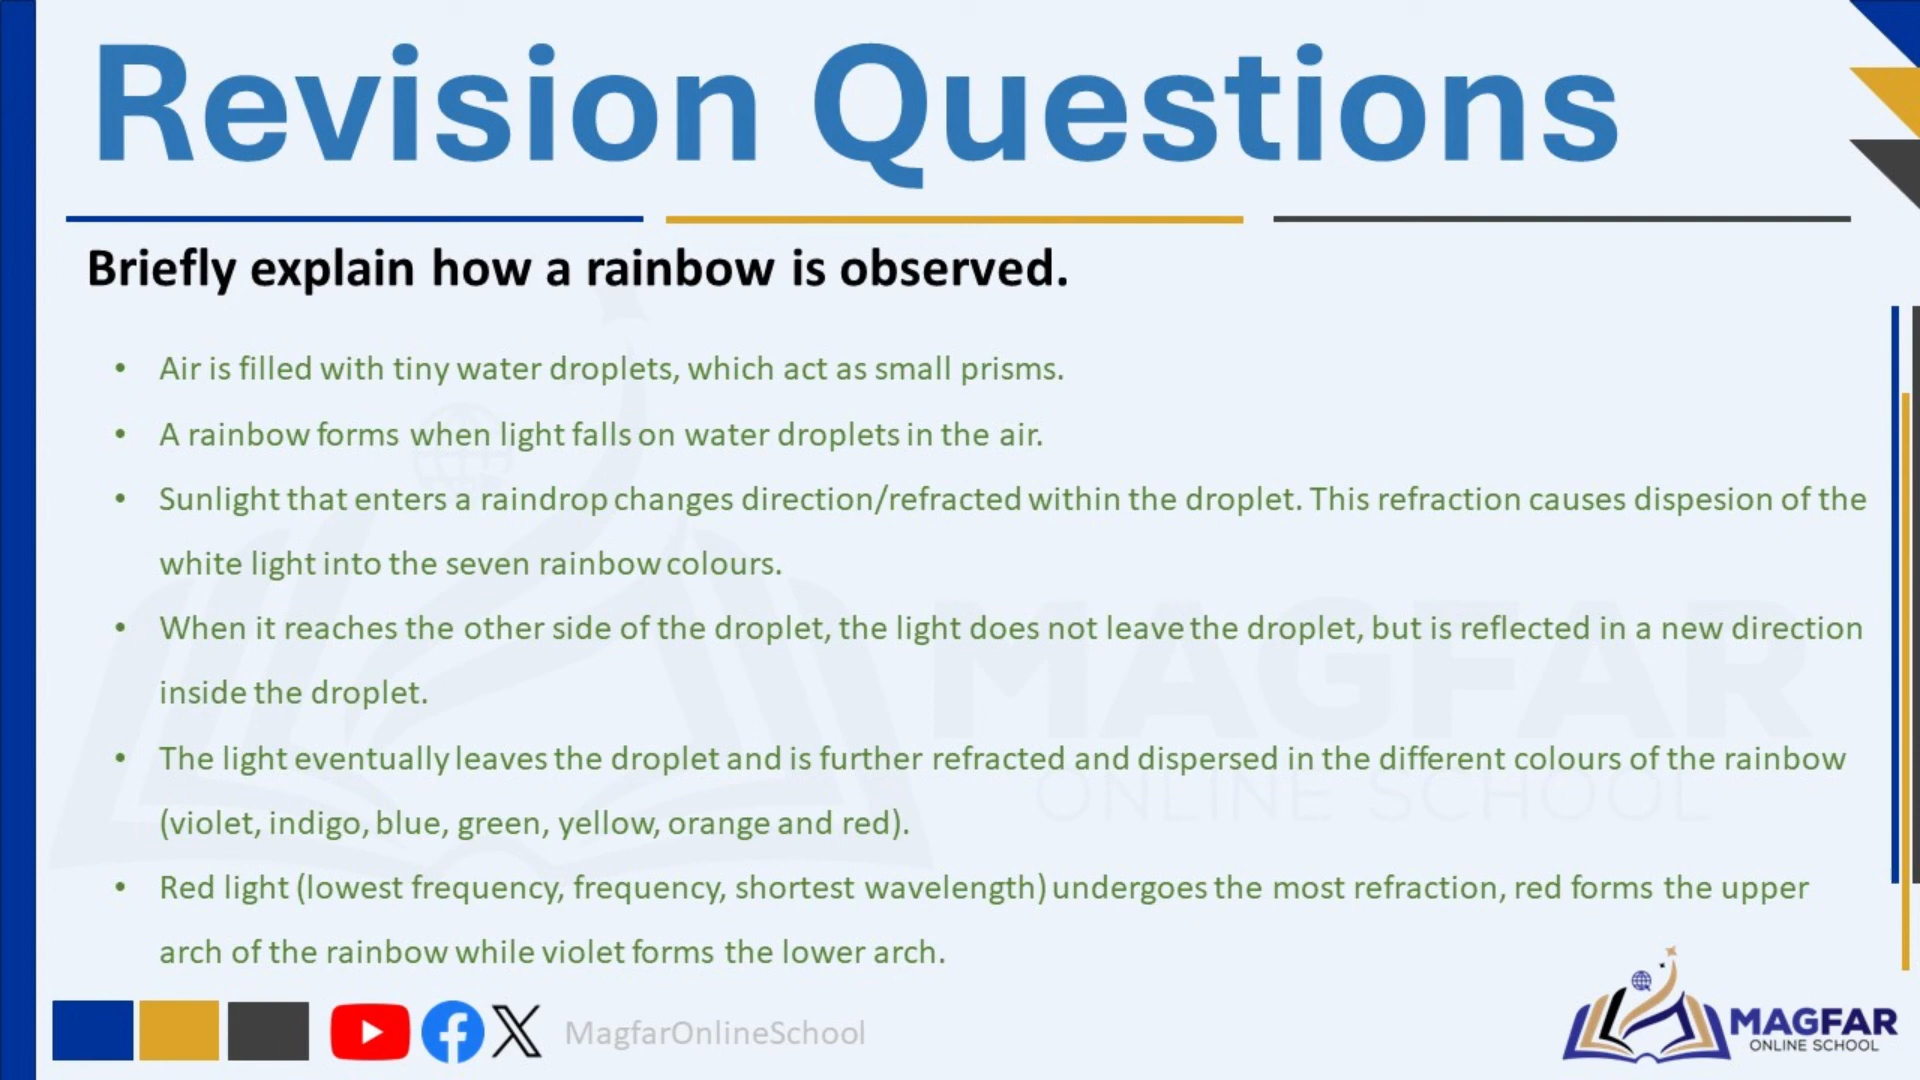 Revision Questions
Briefly explain how a rainbow is observed.
• Air is filled with tiny water droplets, which act as small prisms.
• A rainbow forms when light falls on water droplets in the air.
• Sunlight that enters a raindrop changes direction/refracted within the droplet. This refraction causes dispesion of the
white light into the seven rainbow colours.
• When it reaches the other side of the droplet, the light does not leave the droplet, but is reflected in a new direction
inside the droplet.
• The light eventually leaves the droplet and is further refracted and dispersed in the different colours of the rainbow
(violet, indigo, blue, green, yellow, orange and red).
• Red light (lowest frequency, frequency, shortest wavelength) undergoes the most refraction, red forms the upper
arch of the rainbow while violet forms the lower arch.
MAGFAR
ONLINE SCHOOL
MagfarOnlineSchool
MAGFAR
ONLINE SCHOOL